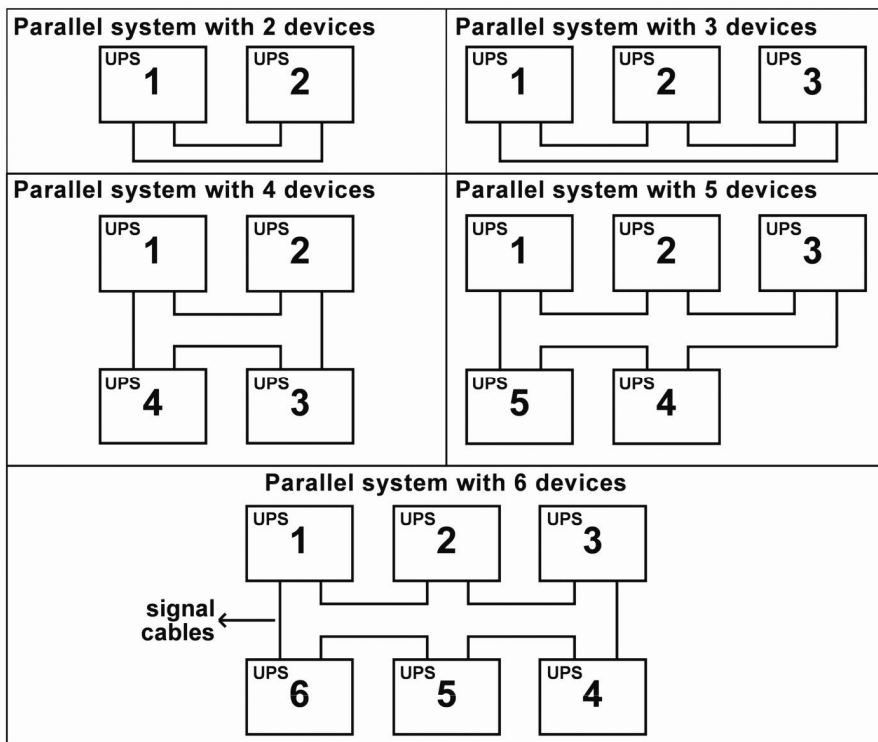 Parallel system with 2 devices
UPS 1
UPS 2
Parallel system with 3 devices
UPS 1
UPS 2
UPS 3
Parallel system with 4 devices
UPS 1
UPS 2
UPS 4
UPS 3
Parallel system with 5 devices
UPS 1
UPS 2
UPS 3
UPS 5
UPS 4
Parallel system with 6 devices
UPS 1
UPS 2
UPS 3
signal
cables
UPS 6
UPS 5
UPS 4